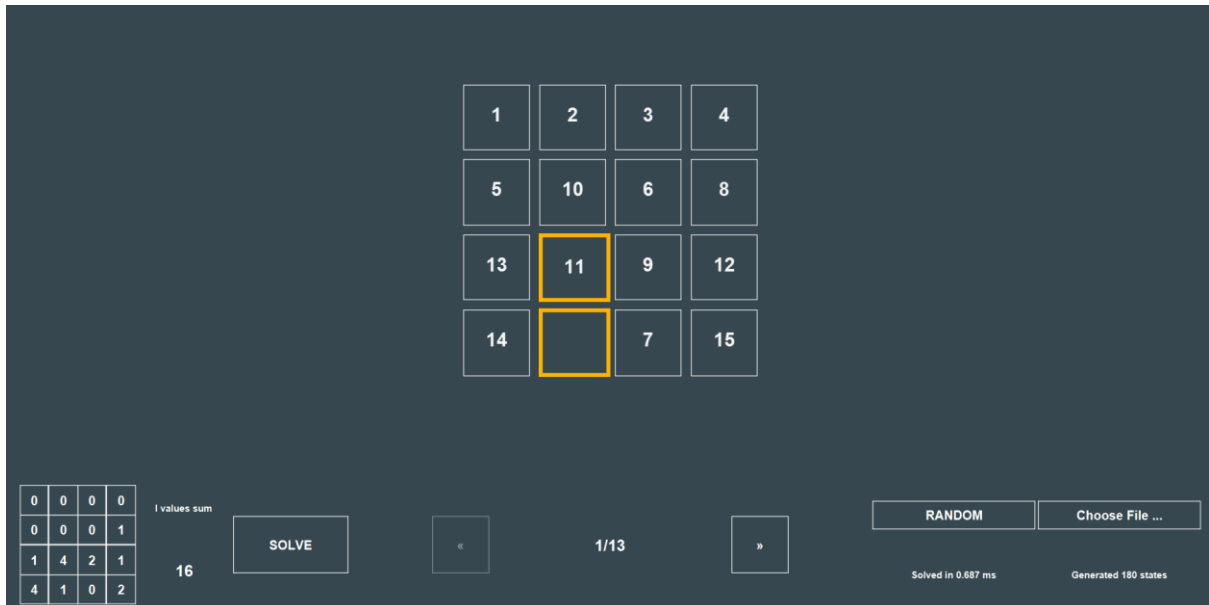 1 2 3 4
5 10 6 8
13 11 9 12
14 7 15
0 0 0 0
0 0 0 1
1 4 2 1
4 1 0 2
I values sum
16
SOLVE
«
1/13
»
RANDOM
Choose File ...
Solved in 0.687 ms
Generated 180 states